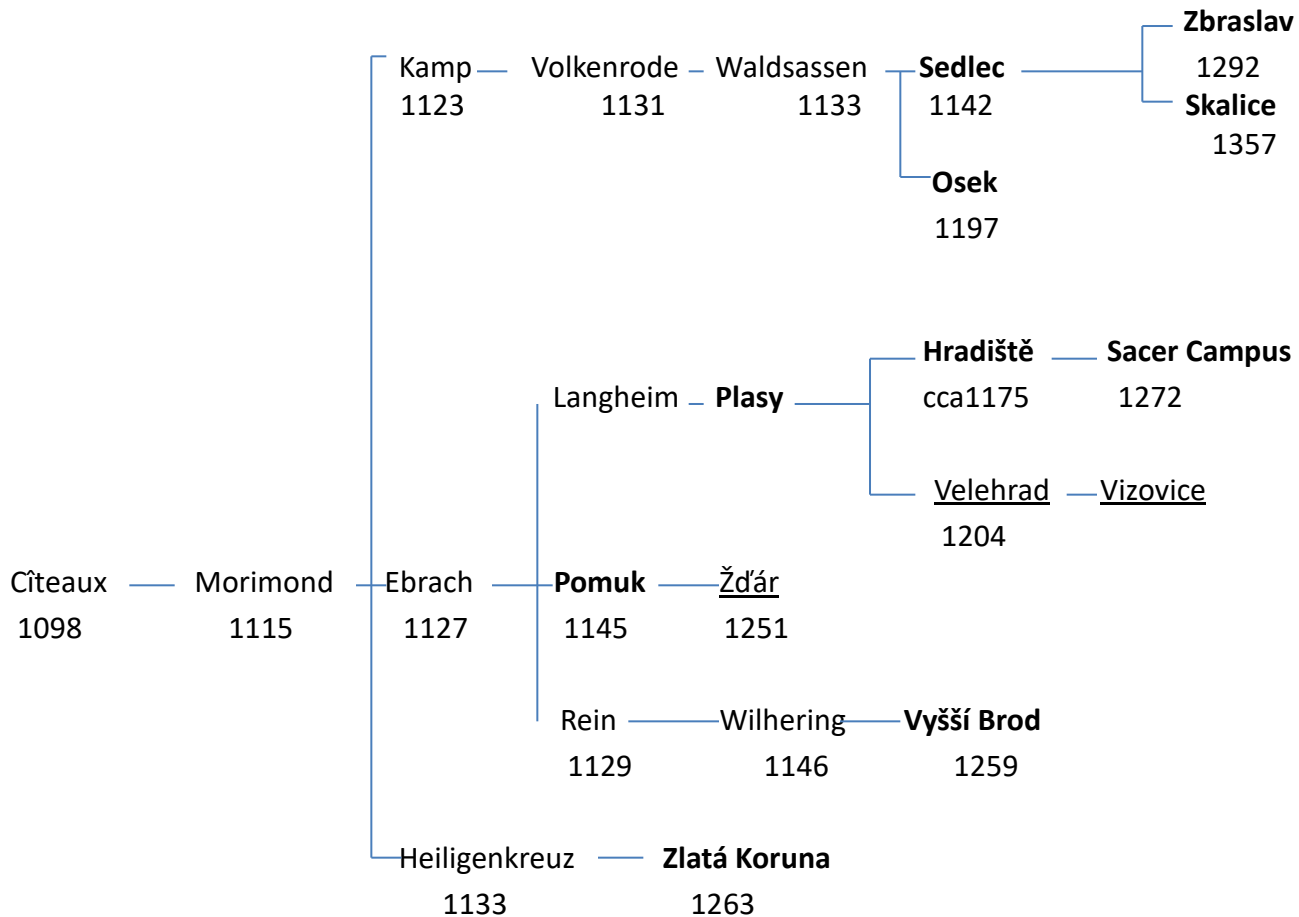 Zbraslav
Kamp Volkenrode Waldsassen Sedlec 1292
1123 1131 1133 1142 Skalice
1357
Osek
1197
Hradiště Sacer Campus
Langheim Plasy cca1175 1272
Velehrad Vizovice
1204
Cîteaux Morimond Ebrach Pomuk Žďár
1098 1115 1127 1145 1251
Rein Wilhering Vyšší Brod
1129 1146 1259
Heiligenkreuz Zlatá Koruna
1133 1263